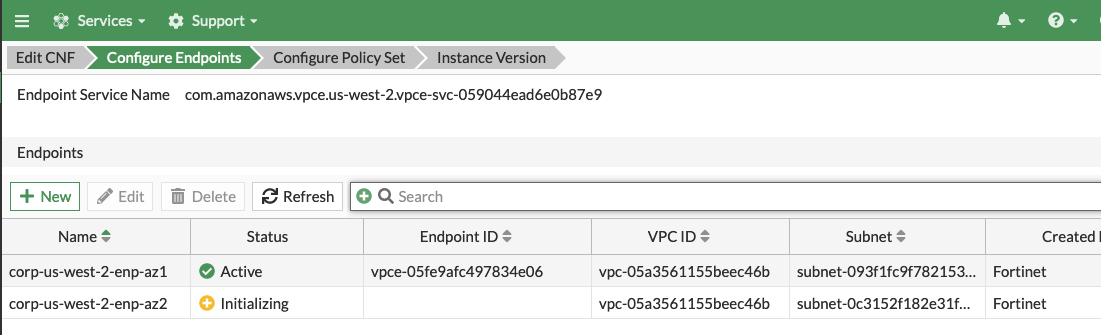 Services Support
Edit CNF Configure Endpoints Configure Policy Set Instance Version
Endpoint Service Name com.amazonaws.vpce.us-west-2.vpce-svc-059044ead6e0b87e9
Endpoints
New Edit Delete Refresh Search
Name Status Endpoint ID VPC ID Subnet Created
corp-us-west-2-enp-az1 Active vpce-05fe9afc497834e06 vpc-05a3561155beec46b subnet-093f1fc9f782153... Fortinet
corp-us-west-2-enp-az2 Initializing vpc-05a3561155beec46b subnet-0c3152f182e31f... Fortinet